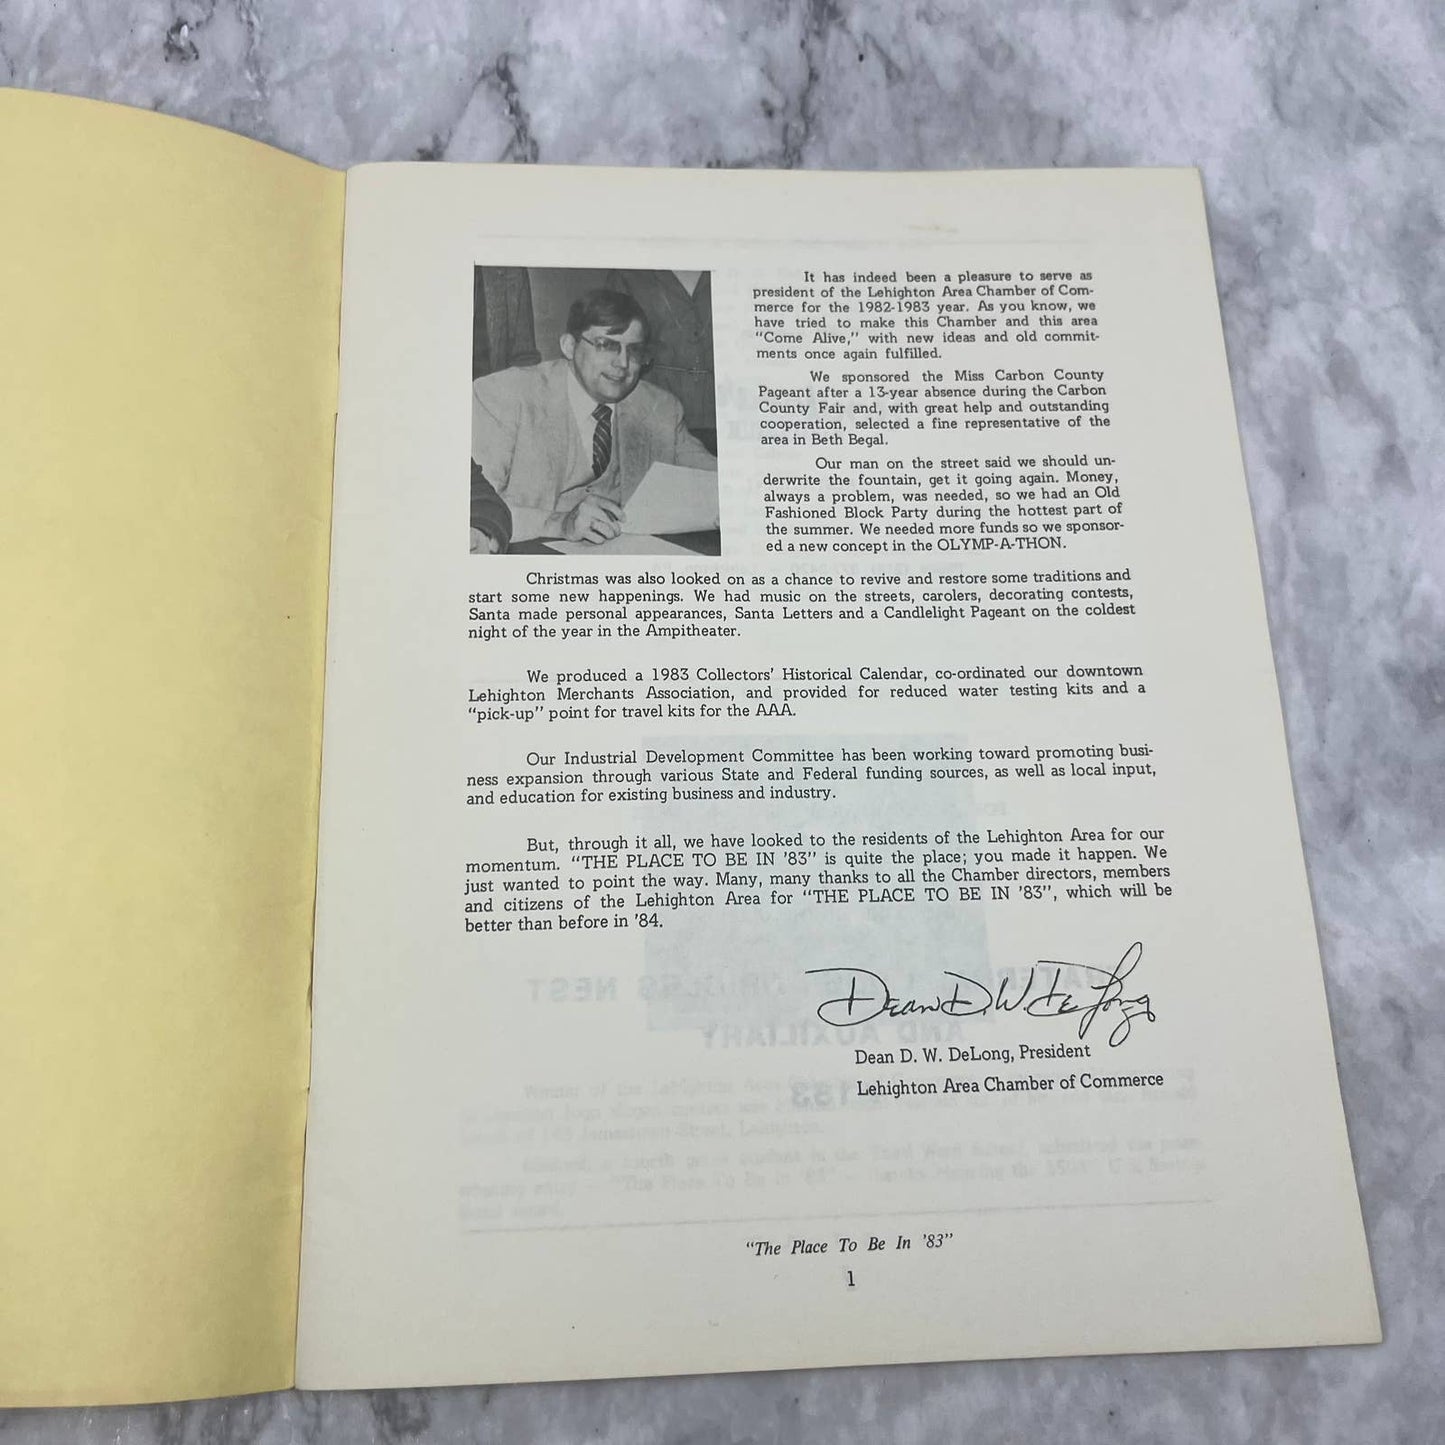 It has indeed been a pleasure to serve as
president of the Lehighton Area Chamber of Com-
merce for the 1982-1983 year. As you know, we
have tried to make this Chamber and this area
"Come Alive," with new ideas and old commit-
ments once again fulfilled.
We sponsored the Miss Carbon County
Pageant after a 13-year absence during the Carbon
County Fair and, with great help and outstanding
cooperation, selected a fine representative of the
area in Beth Begal.
Our man on the street said we should un-
derwrite the fountain, get it going again. Money,
always a problem, was needed, so we had an Old
Fashioned Block Party during the hottest part of
the summer. We needed more funds so we sponsor-
ed a new concept in the OLYMP-A-THON.
Christmas was also looked on as a chance to revive and restore some traditions and
start some new happenings. We had music on the streets, carolers, decorating contests,
Santa made personal appearances, Santa Letters and a Candlelight Pageant on the coldest
night of the year in the Ampitheater.
We produced a 1983 Collectors' Historical Calendar, co-ordinated our downtown
Lehighton Merchants Association, and provided for reduced water testing kits and a
"pick-up" point for travel kits for the AAA.
Our Industrial Development Committee has been working toward promoting busi-
ness expansion through various State and Federal funding sources, as well as local input,
and education for existing business and industry.
But, through it all, we have looked to the residents of the Lehighton Area for our
momentum. "THE PLACE TO BE IN '83" is quite the place; you made it happen. We
just wanted to point the way. Many, many thanks to all the Chamber directors, members
and citizens of the Lehighton Area for "THE PLACE TO BE IN '83", which will be
better than before in '84.
Dean D. W. DeLong
Dean D. W. DeLong, President
Lehighton Area Chamber of Commerce
"The Place To Be In '83"
1